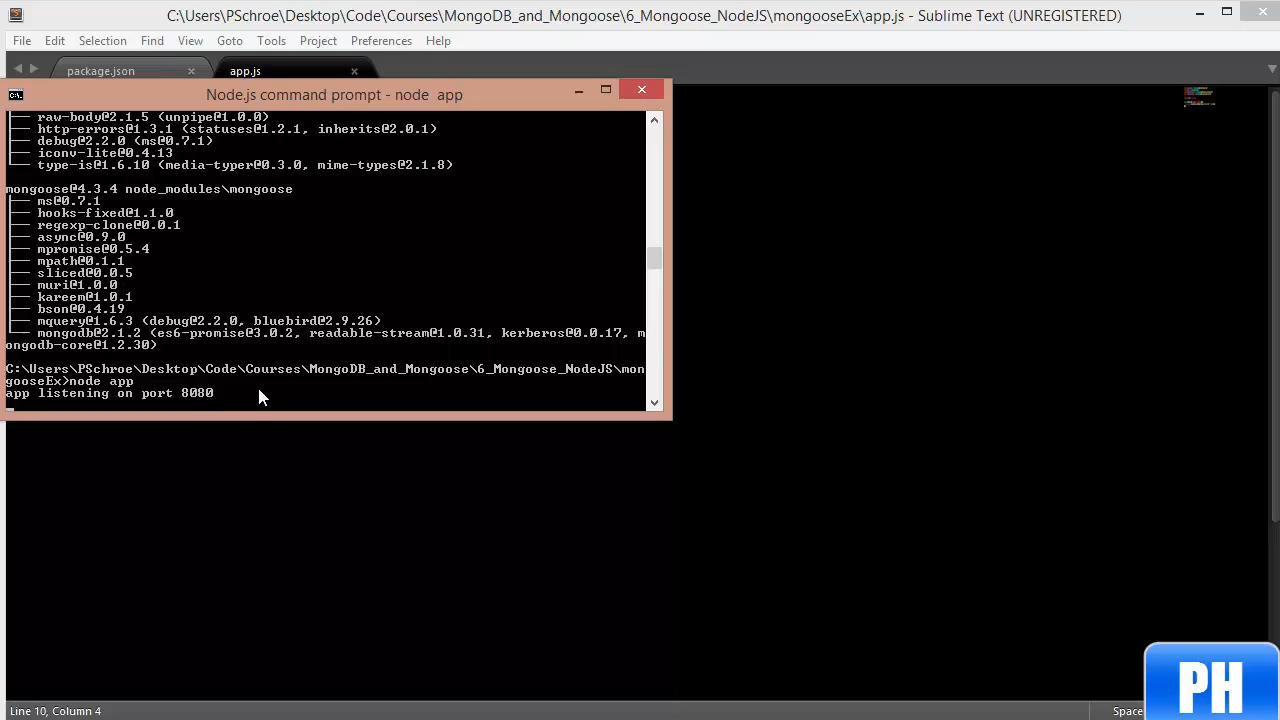 C:\Users\PSchroe\Desktop\Code\Courses\MongoDB_and_Mongoose\6_Mongoose_NodeJS\mongooseEx\app.js - Sublime Text (UNREGISTERED)
File Edit Selection Find View Goto Tools Project Preferences Help
package.json app.js
Node.js command prompt - node app
raw-body@2.1.5 (unpipe@1.0.0)
http-errors@1.3.1 (statuses@1.2.1, inherits@2.0.1)
debug@2.2.0 (ms@0.7.1)
iconv-lite@0.4.13
type-is@1.6.10 (media-typer@0.3.0, mime-types@2.1.8)
mongoose@4.3.4 node_modules\mongoose
ms@0.7.1
hooks-fixed@1.1.0
regexp-clone@0.0.1
async@0.9.0
mpromise@0.5.4
mpath@0.1.1
sliced@0.0.5
muri@1.0.0
kareem@1.0.1
bson@0.4.19
mquery@1.6.3 (debug@2.2.0, bluebird@2.9.26)
mongodb@2.1.2 (es6-promise@3.0.2, readable-stream@1.0.31, kerberos@0.0.17, m
ongodb-core@1.2.30)
C:\Users\PSchroe\Desktop\Code\Courses\MongoDB_and_Mongoose\6_Mongoose_NodeJS\mon
gooseEx>node app
app listening on port 8080
Line 10, Column 4
Space
PH